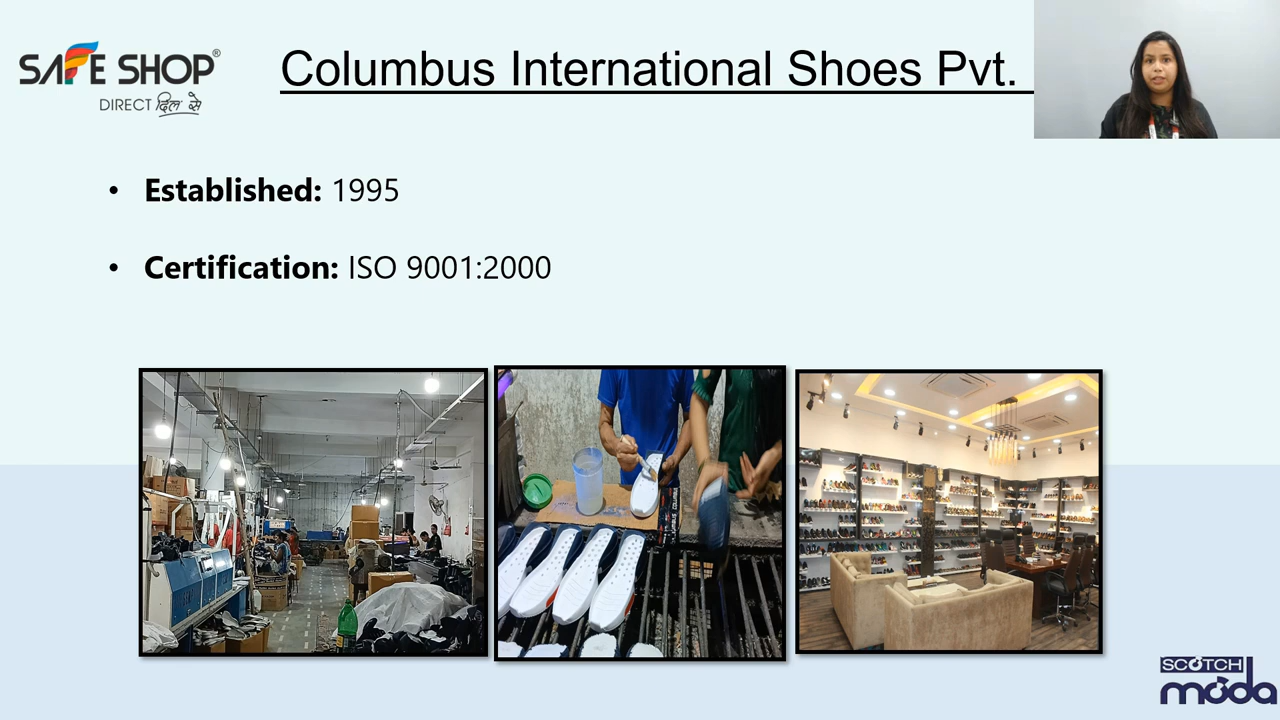 SAFE SHOP®
DIRECT दिल से
Columbus International Shoes Pvt.
• Established: 1995
• Certification: ISO 9001:2000
SCOTCH
moda